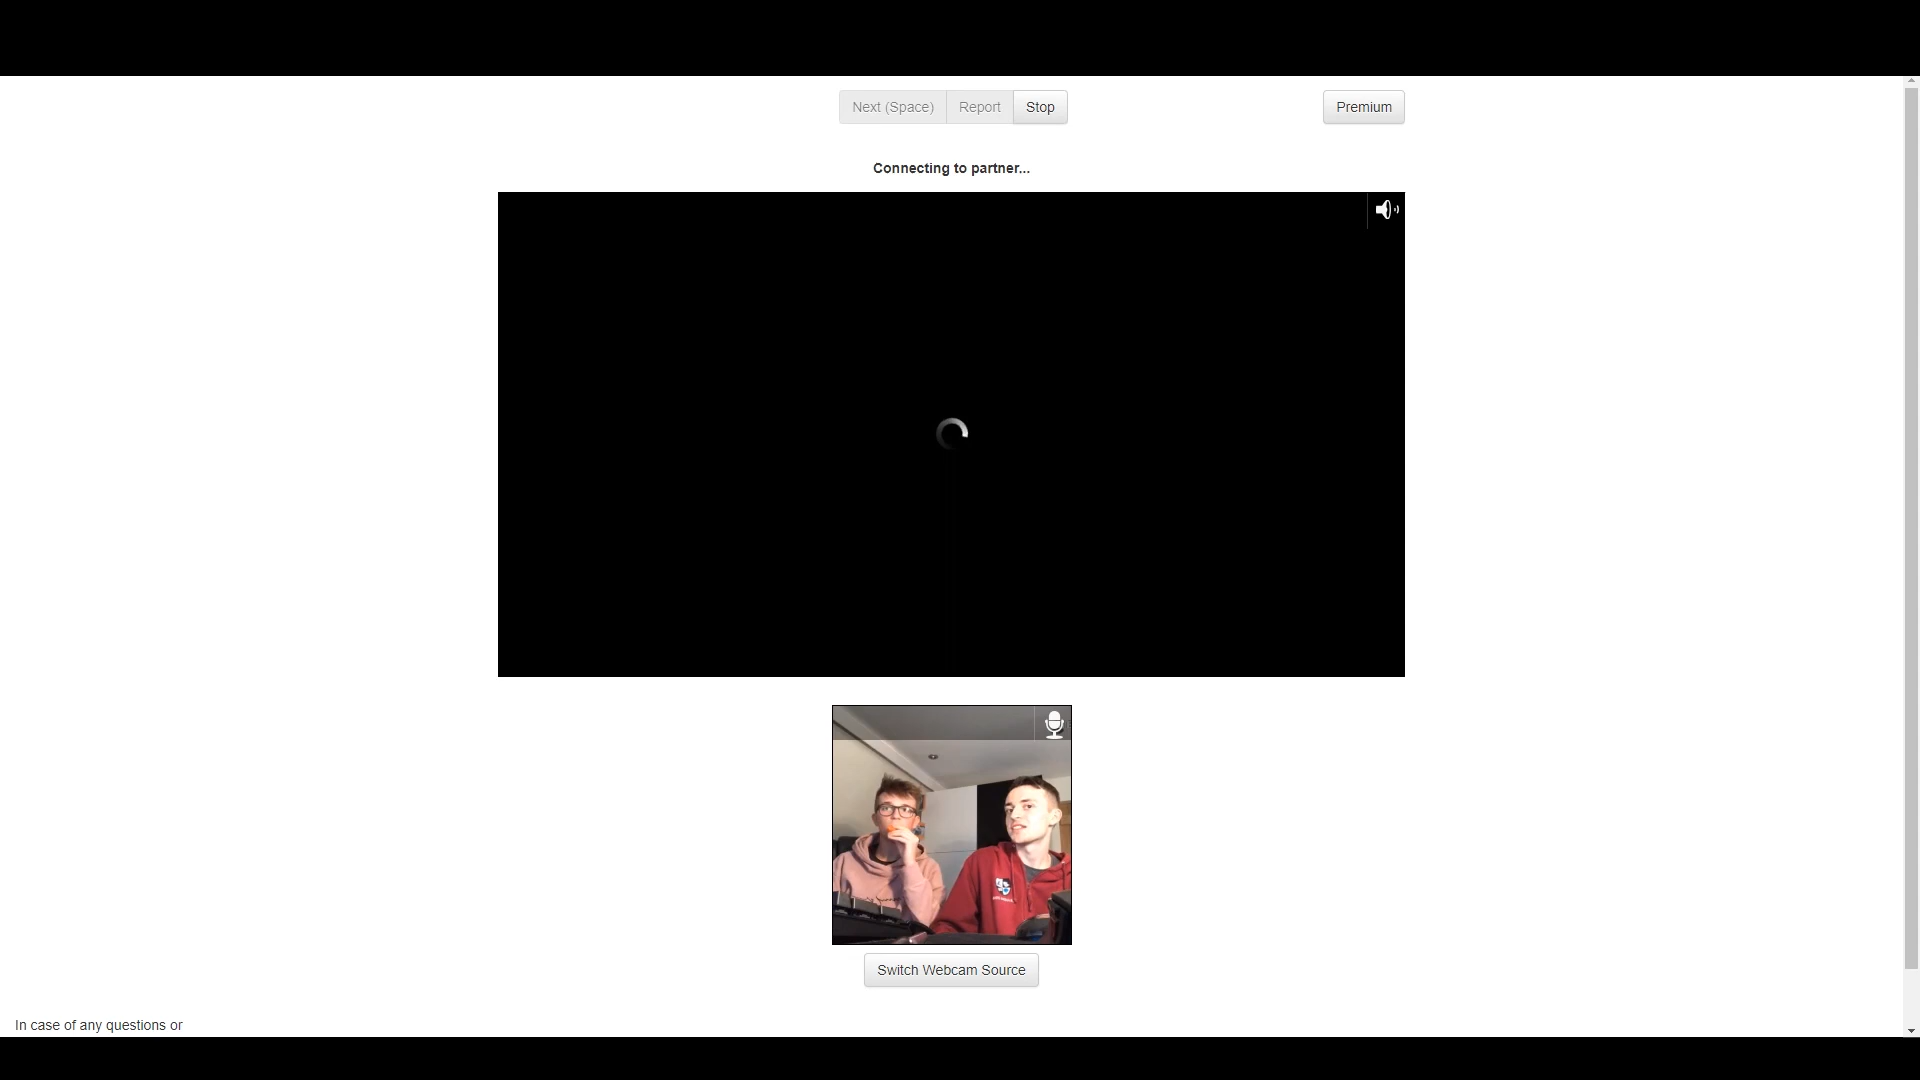 Next (Space) Report Stop Premium
Connecting to partner...
Switch Webcam Source
In case of any questions or